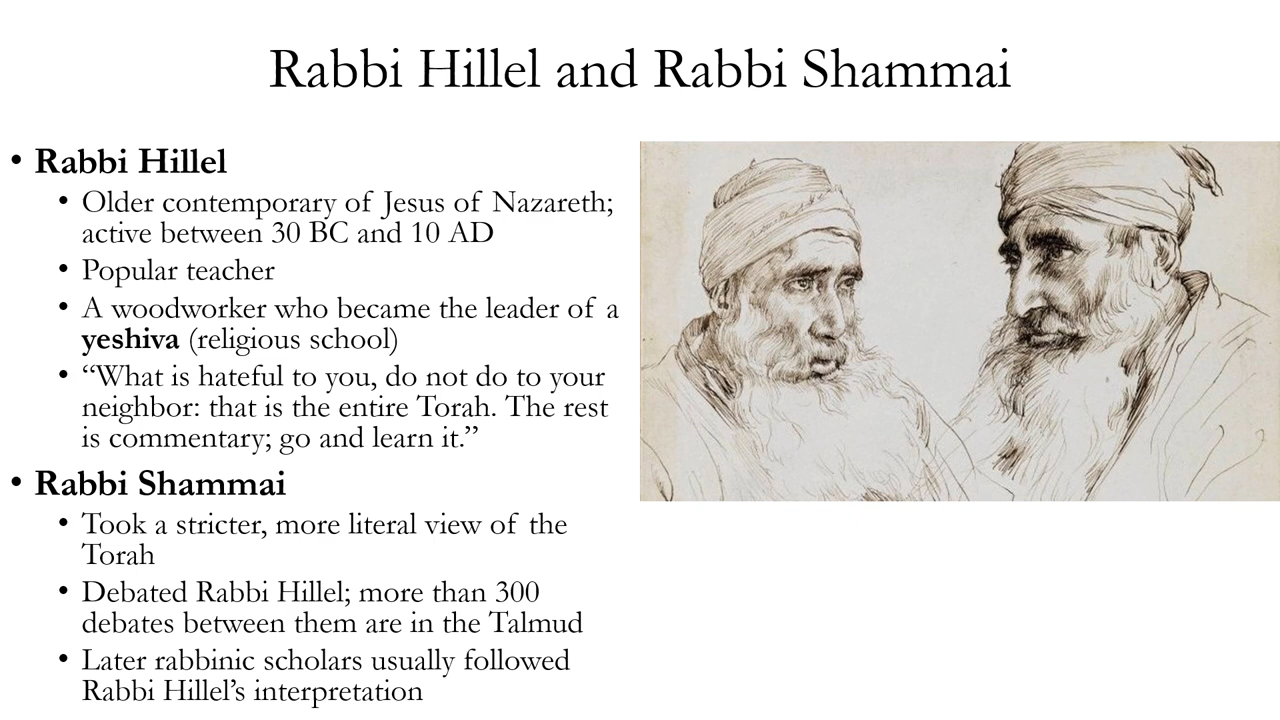 Rabbi Hillel and Rabbi Shammai
• Rabbi Hillel
• Older contemporary of Jesus of Nazareth;
active between 30 BC and 10 AD
• Popular teacher
• A woodworker who became the leader of a
yeshiva (religious school)
• “What is hateful to you, do not do to your
neighbor: that is the entire Torah. The rest
is commentary; go and learn it.”
• Rabbi Shammai
• Took a stricter, more literal view of the
Torah
• Debated Rabbi Hillel; more than 300
debates between them are in the Talmud
• Later rabbinic scholars usually followed
Rabbi Hillel’s interpretation